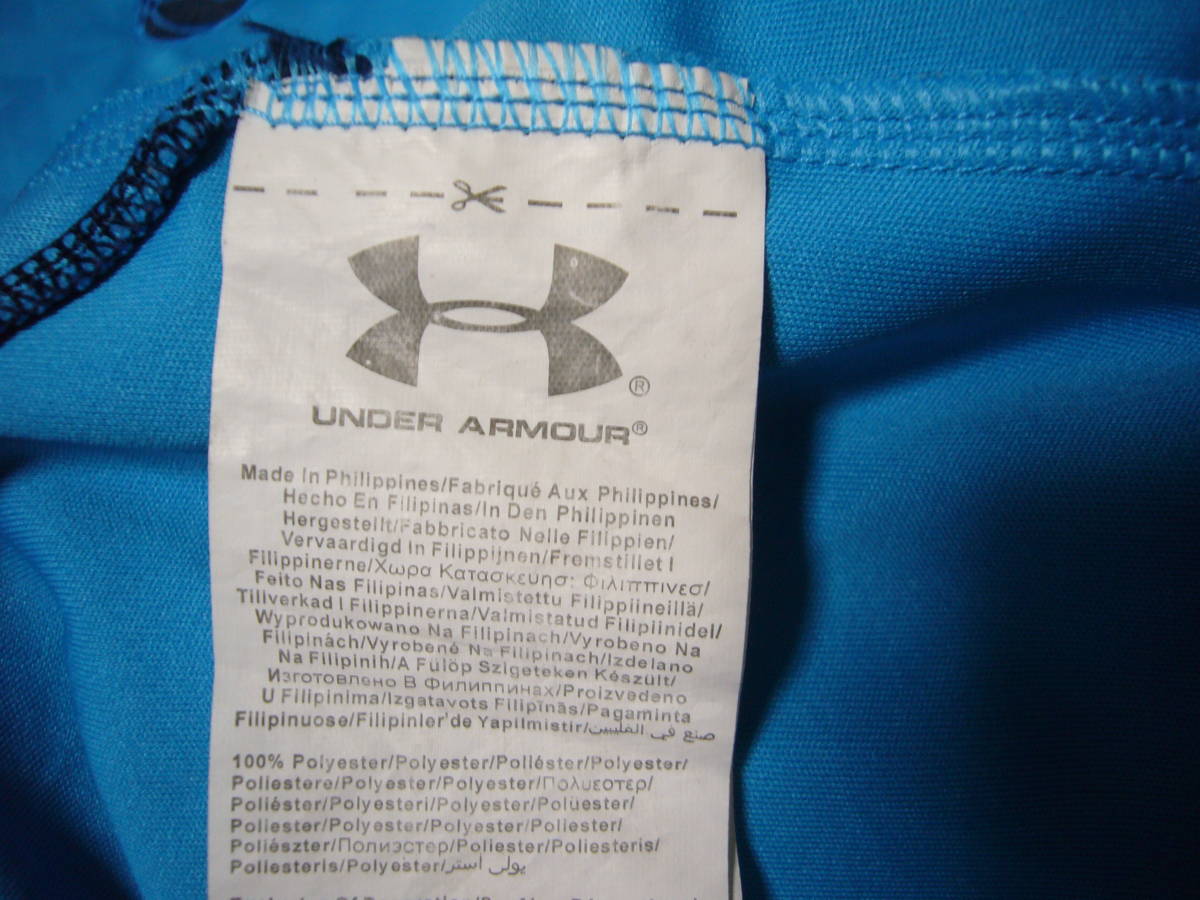 ®
UNDER ARMOUR®
Made In Philippines/Fabriqué Aux Philippines/
Hecho En Filipinas/In Den Philippinen
Hergestellt/Fabbricato Nelle Filippien/
Vervaardigd In Filippijnen/Fremstillet I
Filippinerne/Χωρα Κατασκευησ: Φιλιππινεσ/
Feito Nas Filipinas/Valmistettu Filippiineillä/
Tillverkad I Filippinerna/Valmistatud Filipiinidel/
Wyprodukowano Na Filipinach/Vyrobeno Na
Filipinách/Vyrobené Na Filipinach/Izdelano
Na Filipinih/A Fülöp Szigeteken Készült/
Изготовлено В Филиппинах/Proizvedeno
U Filipinima/Izgatavots Filipīnās/Pagaminta
Filipinuose/Filipinler'de Yapilmistir/صنع في الفلبين
100% Polyester/Polyester/Poliéster/Polyester/
Poliestere/Polyester/Polyester/Πολυεοτερ/
Poliéster/Polyesteri/Polyester/Polüester/
Poliester/Polyester/Polyester/Poliester/
Poliészter/Полиэстер/Poliester/Poliesteris/
Poliesteris/Polyester/يولى استر